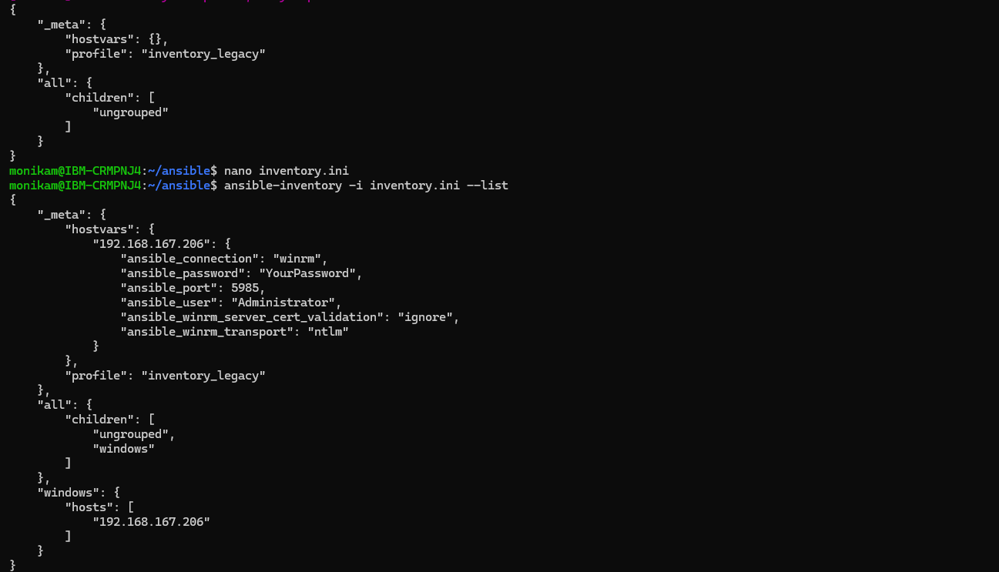 {
    "_meta": {
        "hostvars": {},
        "profile": "inventory_legacy"
    },
    "all": {
        "children": [
            "ungrouped"
        ]
    }
}
monikam@IBM-CRMPNJ4:~/ansible$ nano inventory.ini
monikam@IBM-CRMPNJ4:~/ansible$ ansible-inventory -i inventory.ini --list
{
    "_meta": {
        "hostvars": {
            "192.168.167.206": {
                "ansible_connection": "winrm",
                "ansible_password": "YourPassword",
                "ansible_port": 5985,
                "ansible_user": "Administrator",
                "ansible_winrm_server_cert_validation": "ignore",
                "ansible_winrm_transport": "ntlm"
            }
        },
        "profile": "inventory_legacy"
    },
    "all": {
        "children": [
            "ungrouped",
            "windows"
        ]
    },
    "windows": {
        "hosts": [
            "192.168.167.206"
        ]
    }
}